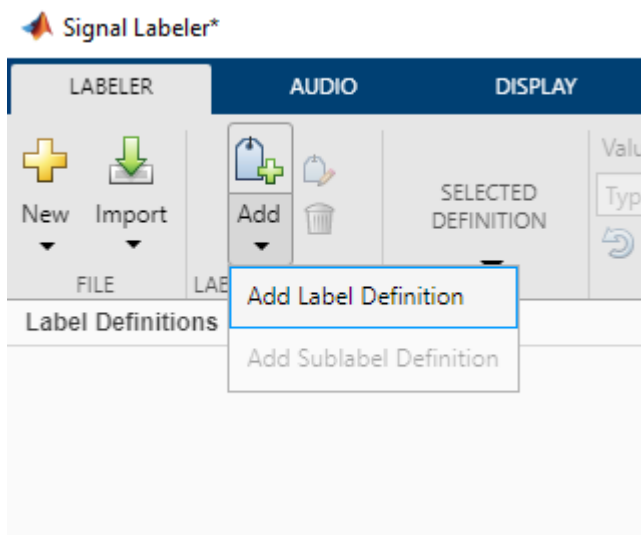 Signal Labeler*
LABELER AUDIO DISPLAY
New Import Add SELECTED DEFINITION
FILE
Add Label Definition
Label Definitions
Add Sublabel Definition